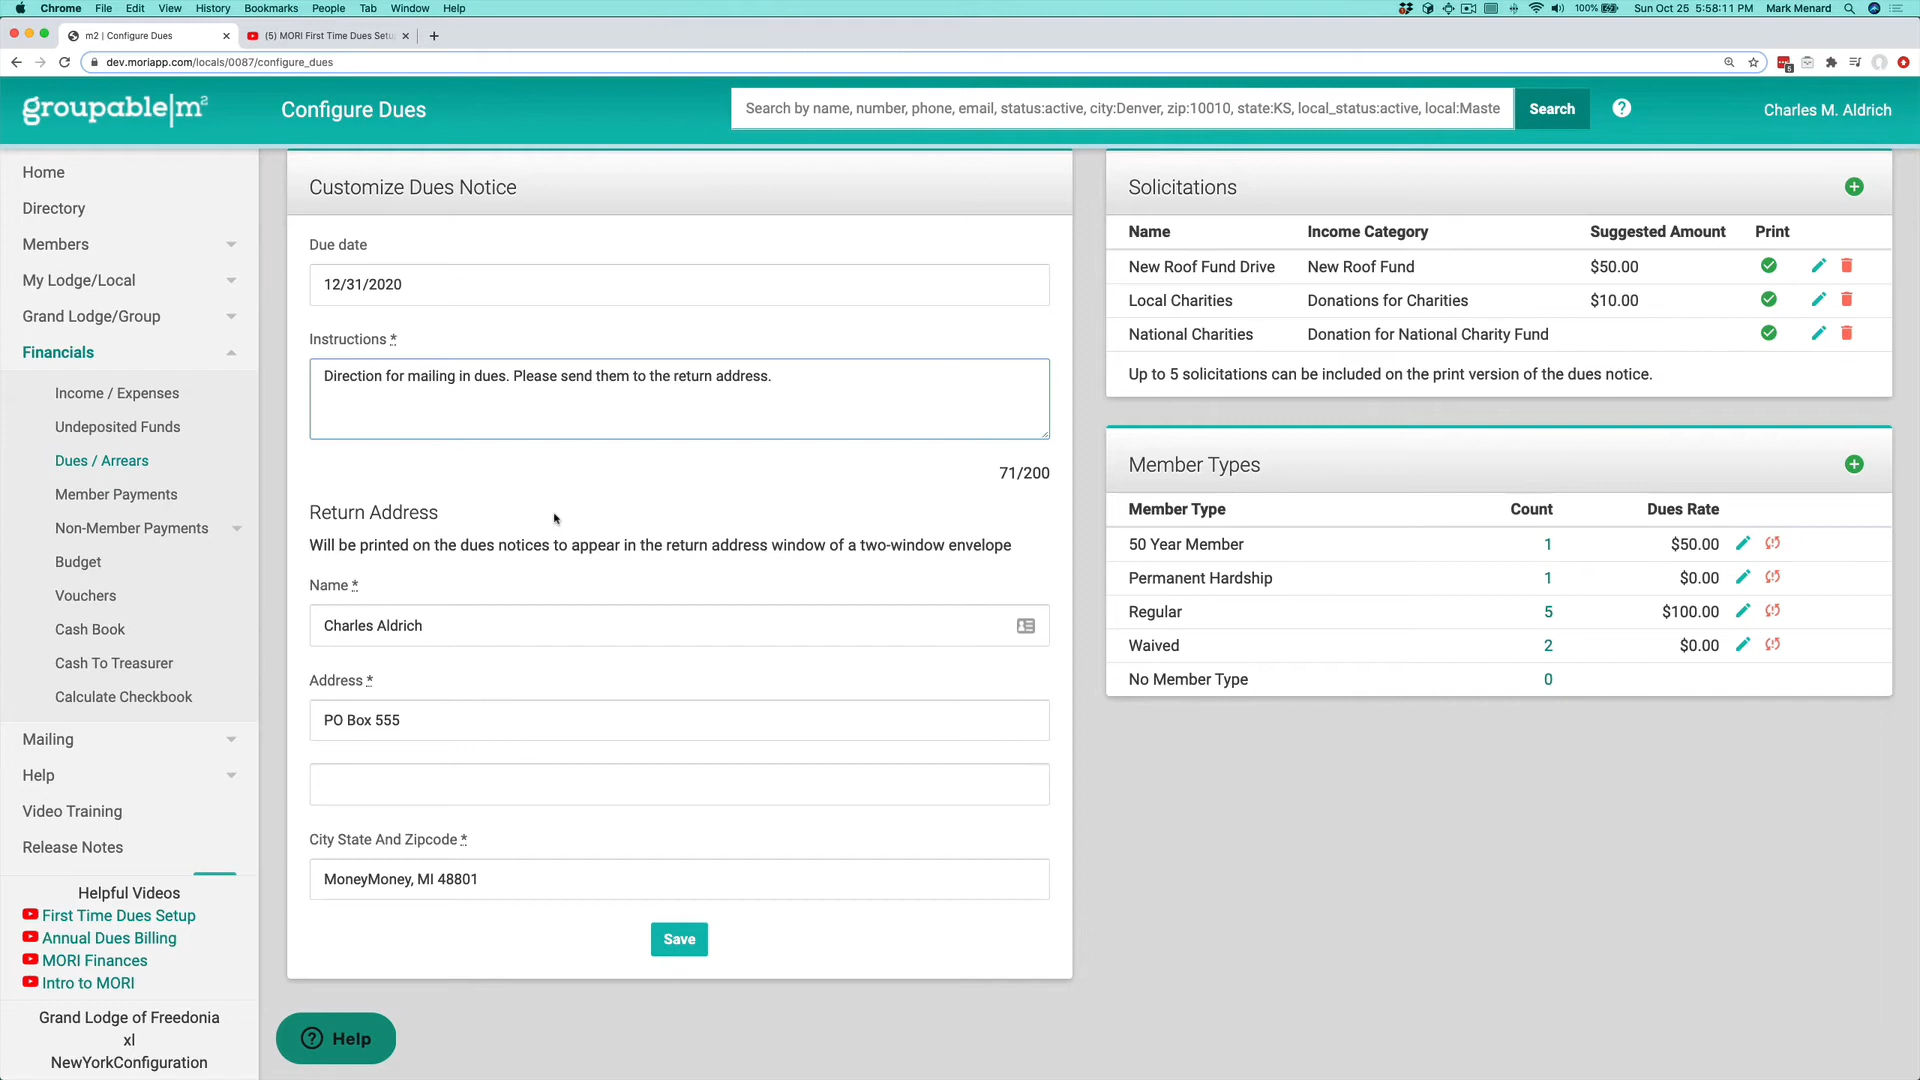 Chrome File Edit View History Bookmarks People Tab Window Help
100% Sun Oct 25 5:58:11 PM Mark Menard
m2 | Configure Dues
(5) MORI First Time Dues Setu
dev.moriapp.com/locals/0087/configure_dues
groupable|m²
Configure Dues
Search by name, number, phone, email, status:active, city:Denver, zip:10010, state:KS, local_status:active, local:Maste
Search
Charles M. Aldrich
Home
Directory
Members
My Lodge/Local
Grand Lodge/Group
Financials
Income / Expenses
Undeposited Funds
Dues / Arrears
Member Payments
Non-Member Payments
Budget
Vouchers
Cash Book
Cash To Treasurer
Calculate Checkbook
Mailing
Help
Video Training
Release Notes
Helpful Videos
First Time Dues Setup
Annual Dues Billing
MORI Finances
Intro to MORI
Grand Lodge of Freedonia
xl
NewYorkConfiguration
Customize Dues Notice
Due date
12/31/2020
Instructions *
Direction for mailing in dues. Please send them to the return address.
71/200
Return Address
Will be printed on the dues notices to appear in the return address window of a two-window envelope
Name *
Charles Aldrich
Address *
PO Box 555
City State And Zipcode *
MoneyMoney, MI 48801
Save
? Help
Solicitations
Name Income Category Suggested Amount Print
New Roof Fund Drive New Roof Fund $50.00
Local Charities Donations for Charities $10.00
National Charities Donation for National Charity Fund
Up to 5 solicitations can be included on the print version of the dues notice.
Member Types
Member Type Count Dues Rate
50 Year Member 1 $50.00
Permanent Hardship 1 $0.00
Regular 5 $100.00
Waived 2 $0.00
No Member Type 0